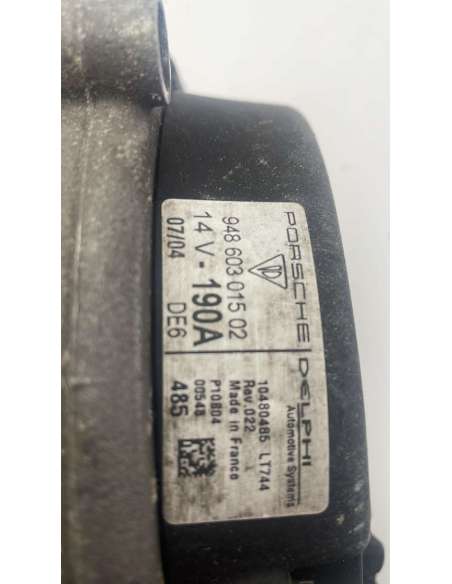 PORSCHE
948 603 015 02
14 V - 190A
07/04 DE6
DELPHI
Automotive Systems
10480485 LT744
Rev.022
Made in France
P10B04
00548
485